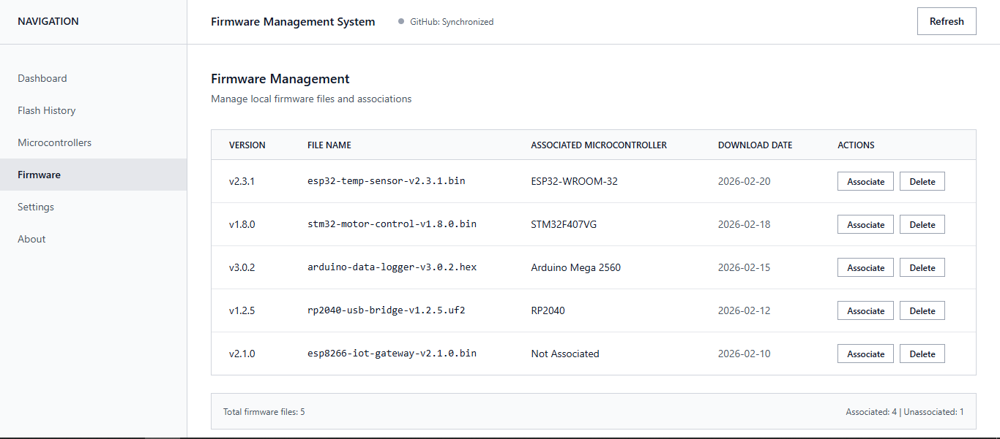 NAVIGATION
Firmware Management System GitHub: Synchronized Refresh
Dashboard
Flash History
Microcontrollers
Firmware
Settings
About
Firmware Management
Manage local firmware files and associations
VERSION FILE NAME ASSOCIATED MICROCONTROLLER DOWNLOAD DATE ACTIONS
v2.3.1 esp32-temp-sensor-v2.3.1.bin ESP32-WROOM-32 2026-02-20 Associate Delete
v1.8.0 stm32-motor-control-v1.8.0.bin STM32F407VG 2026-02-18 Associate Delete
v3.0.2 arduino-data-logger-v3.0.2.hex Arduino Mega 2560 2026-02-15 Associate Delete
v1.2.5 rp2040-usb-bridge-v1.2.5.uf2 RP2040 2026-02-12 Associate Delete
v2.1.0 esp8266-iot-gateway-v2.1.0.bin Not Associated 2026-02-10 Associate Delete
Total firmware files: 5 Associated: 4 | Unassociated: 1